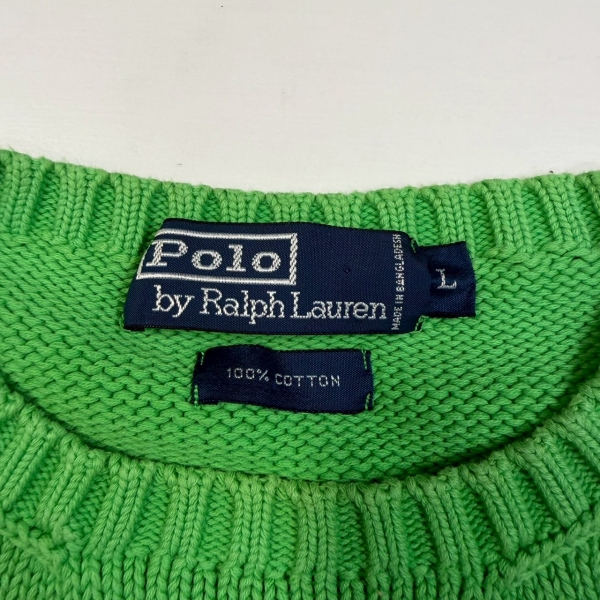 Polo
by Ralph Lauren
MADE IN BANGLADESH
L
100% COTTON